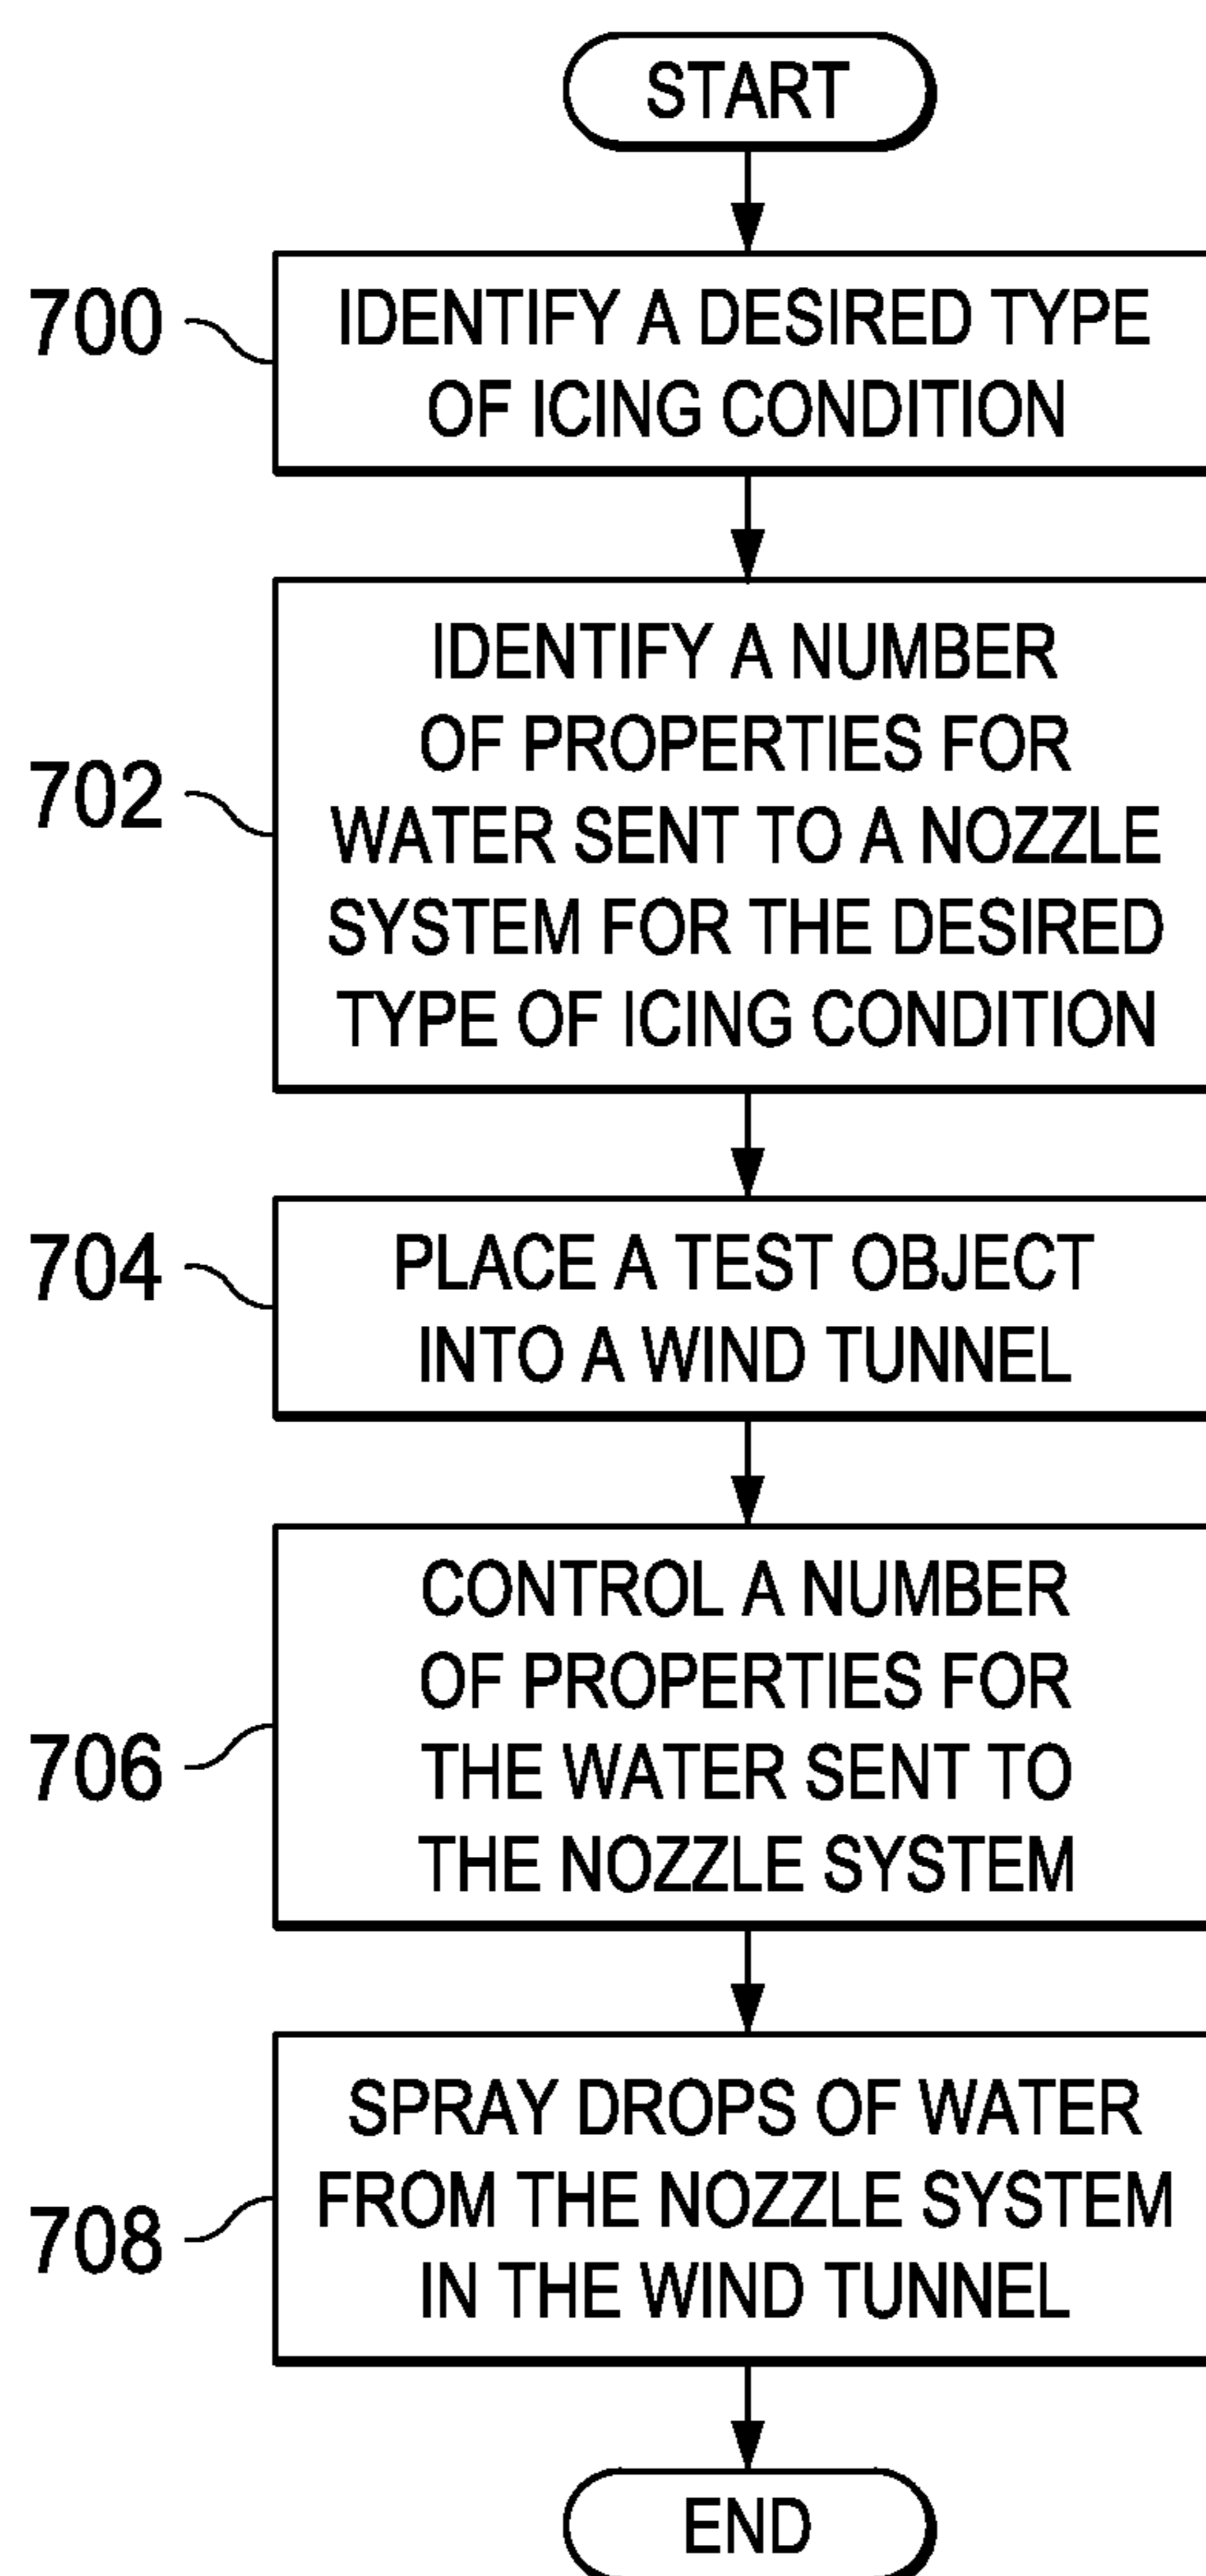 START
700
IDENTIFY A DESIRED TYPE
OF ICING CONDITION
702
IDENTIFY A NUMBER
OF PROPERTIES FOR
WATER SENT TO A NOZZLE
SYSTEM FOR THE DESIRED
TYPE OF ICING CONDITION
704
PLACE A TEST OBJECT
INTO A WIND TUNNEL
706
CONTROL A NUMBER
OF PROPERTIES FOR
THE WATER SENT TO
THE NOZZLE SYSTEM
708
SPRAY DROPS OF WATER
FROM THE NOZZLE SYSTEM
IN THE WIND TUNNEL
END